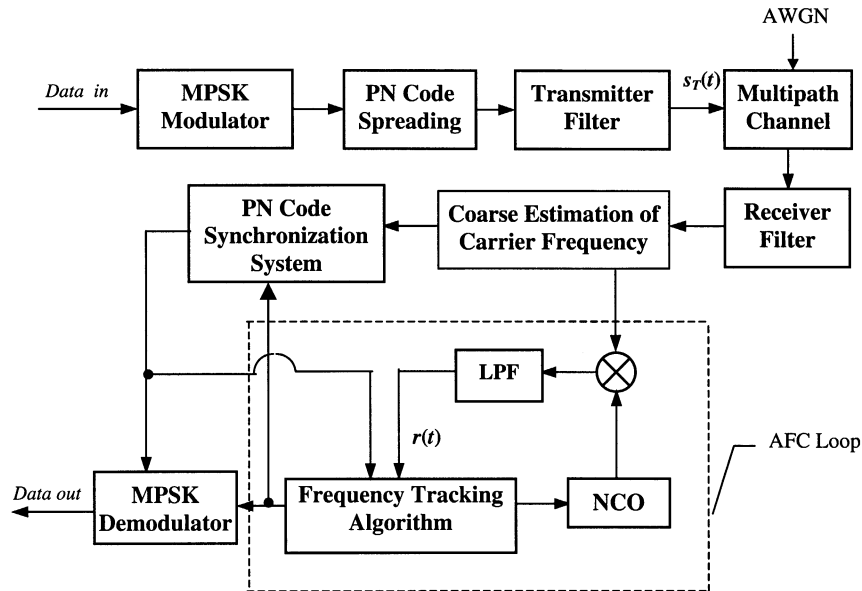 AWGN
Data in
MPSK
Modulator
PN Code
Spreading
Transmitter
Filter
s_T(t)
Multipath
Channel
PN Code
Synchronization
System
Coarse Estimation of
Carrier Frequency
Receiver
Filter
LPF
r(t)
AFC Loop
Data out
MPSK
Demodulator
Frequency Tracking
Algorithm
NCO